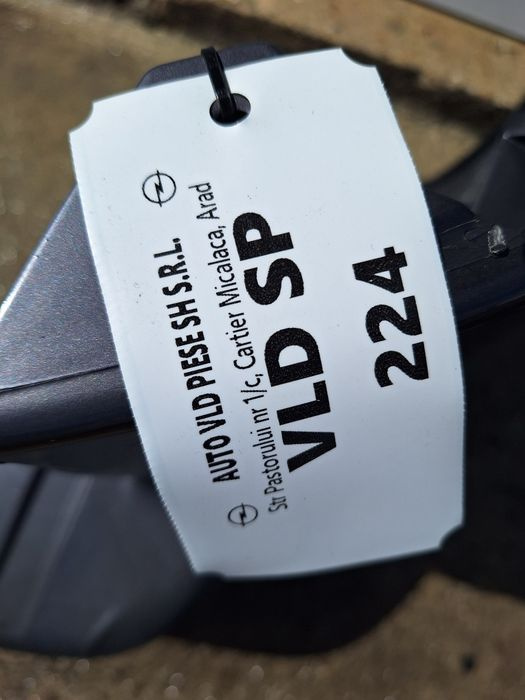 AUTO VLD PIESE SH S.R.L.
Str Pastorului nr 1/c, Cartier Micalaca, Arad
VLD SP
224